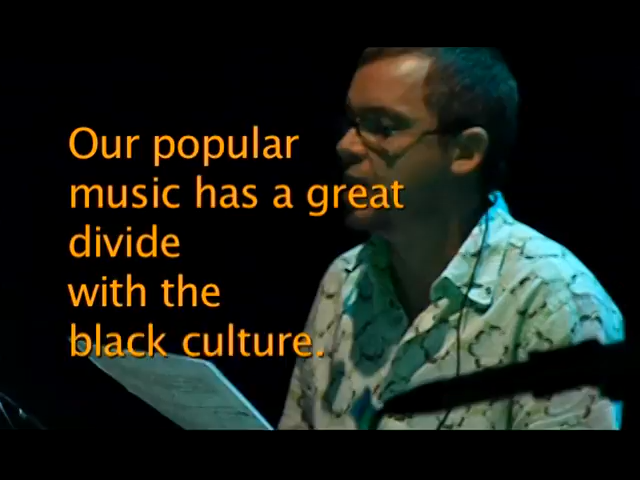 Our popular
music has a great
divide
with the
black culture.